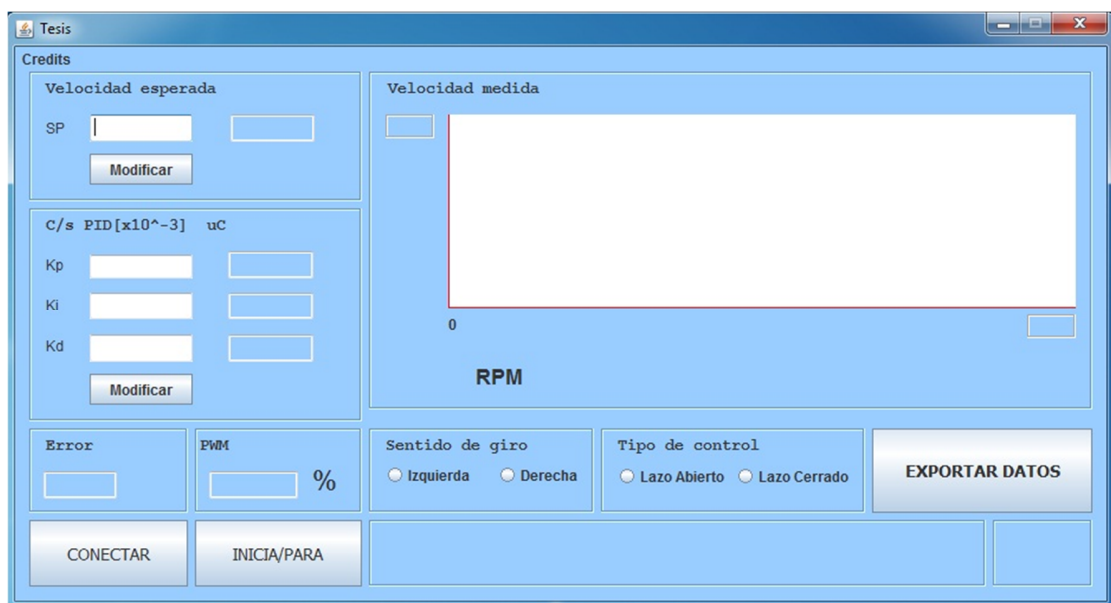 Tesis
Credits
Velocidad esperada
SP
Modificar
C/s PID[x10^-3] uC
Kp
Ki
Kd
Modificar
Velocidad medida
0
RPM
Error
PWM
%
Sentido de giro
Izquierda Derecha
Tipo de control
Lazo Abierto Lazo Cerrado
EXPORTAR DATOS
CONECTAR
INICIA/PARA